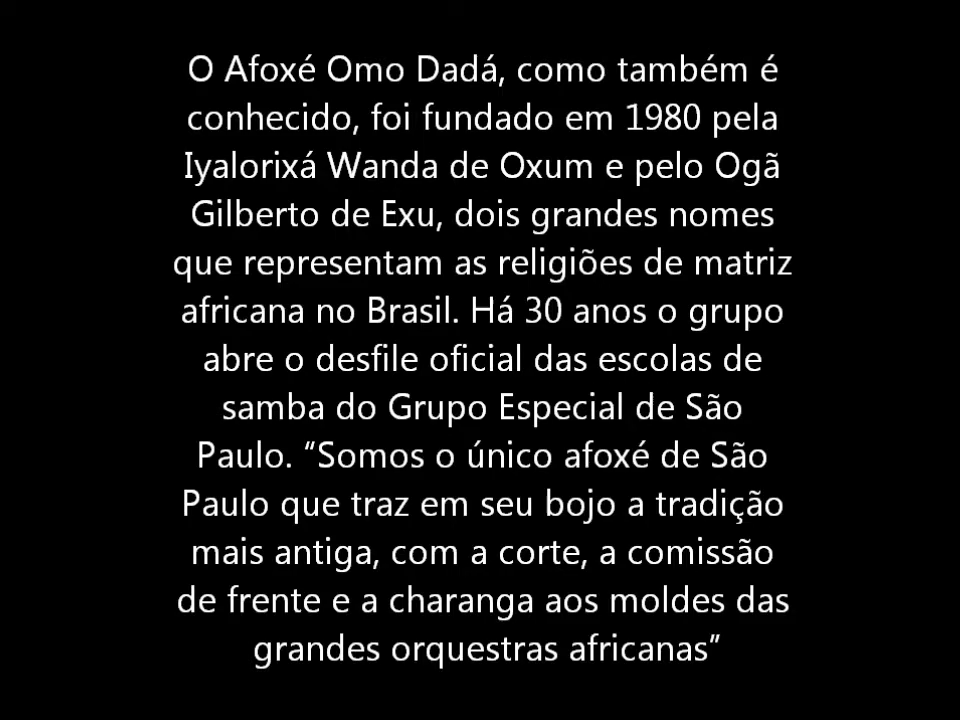 O Afoxé Omo Dadá, como também é
conhecido, foi fundado em 1980 pela
Iyalorixá Wanda de Oxum e pelo Ogã
Gilberto de Exu, dois grandes nomes
que representam as religiões de matriz
africana no Brasil. Há 30 anos o grupo
abre o desfile oficial das escolas de
samba do Grupo Especial de São
Paulo. “Somos o único afoxé de São
Paulo que traz em seu bojo a tradição
mais antiga, com a corte, a comissão
de frente e a charanga aos moldes das
grandes orquestras africanas”